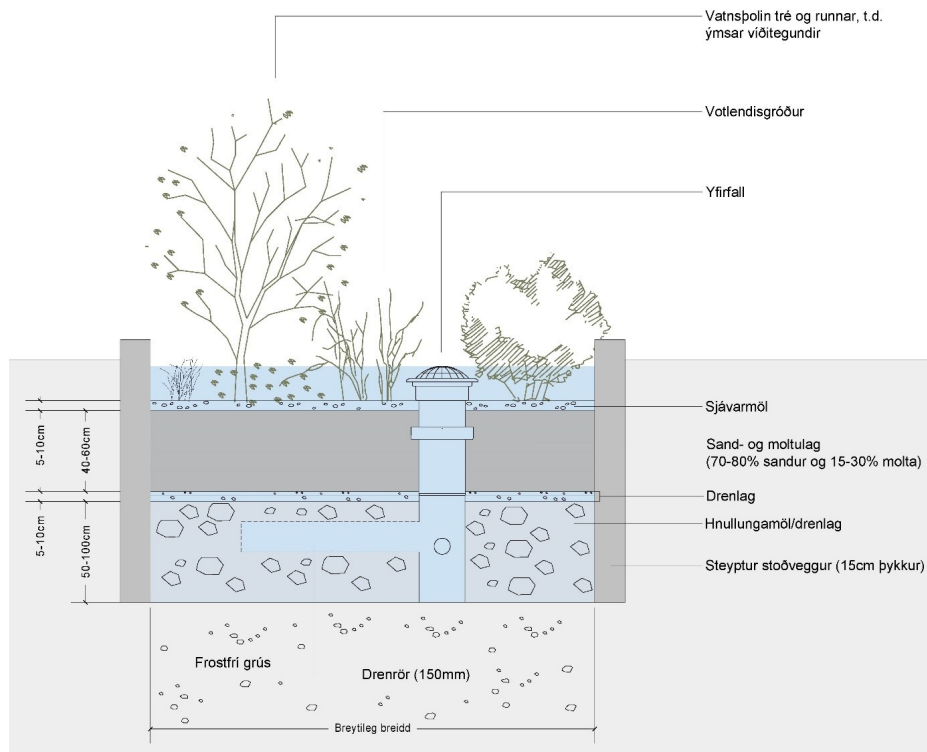 Vatnsþolin tré og runnar, t.d.
ýmsar víðitegundir
Votlendisgróður
Yfirfall
Sjávarmöl
Sand- og moltulag
(70-80% sandur og 15-30% molta)
Drenlag
Hnullungamöl/drenlag
Steyptur stoðveggur (15cm þykkur)
5-10cm
40-60cm
5-10cm
50-100cm
Frostfrí grús
Drenrör (150mm)
Breytileg breidd